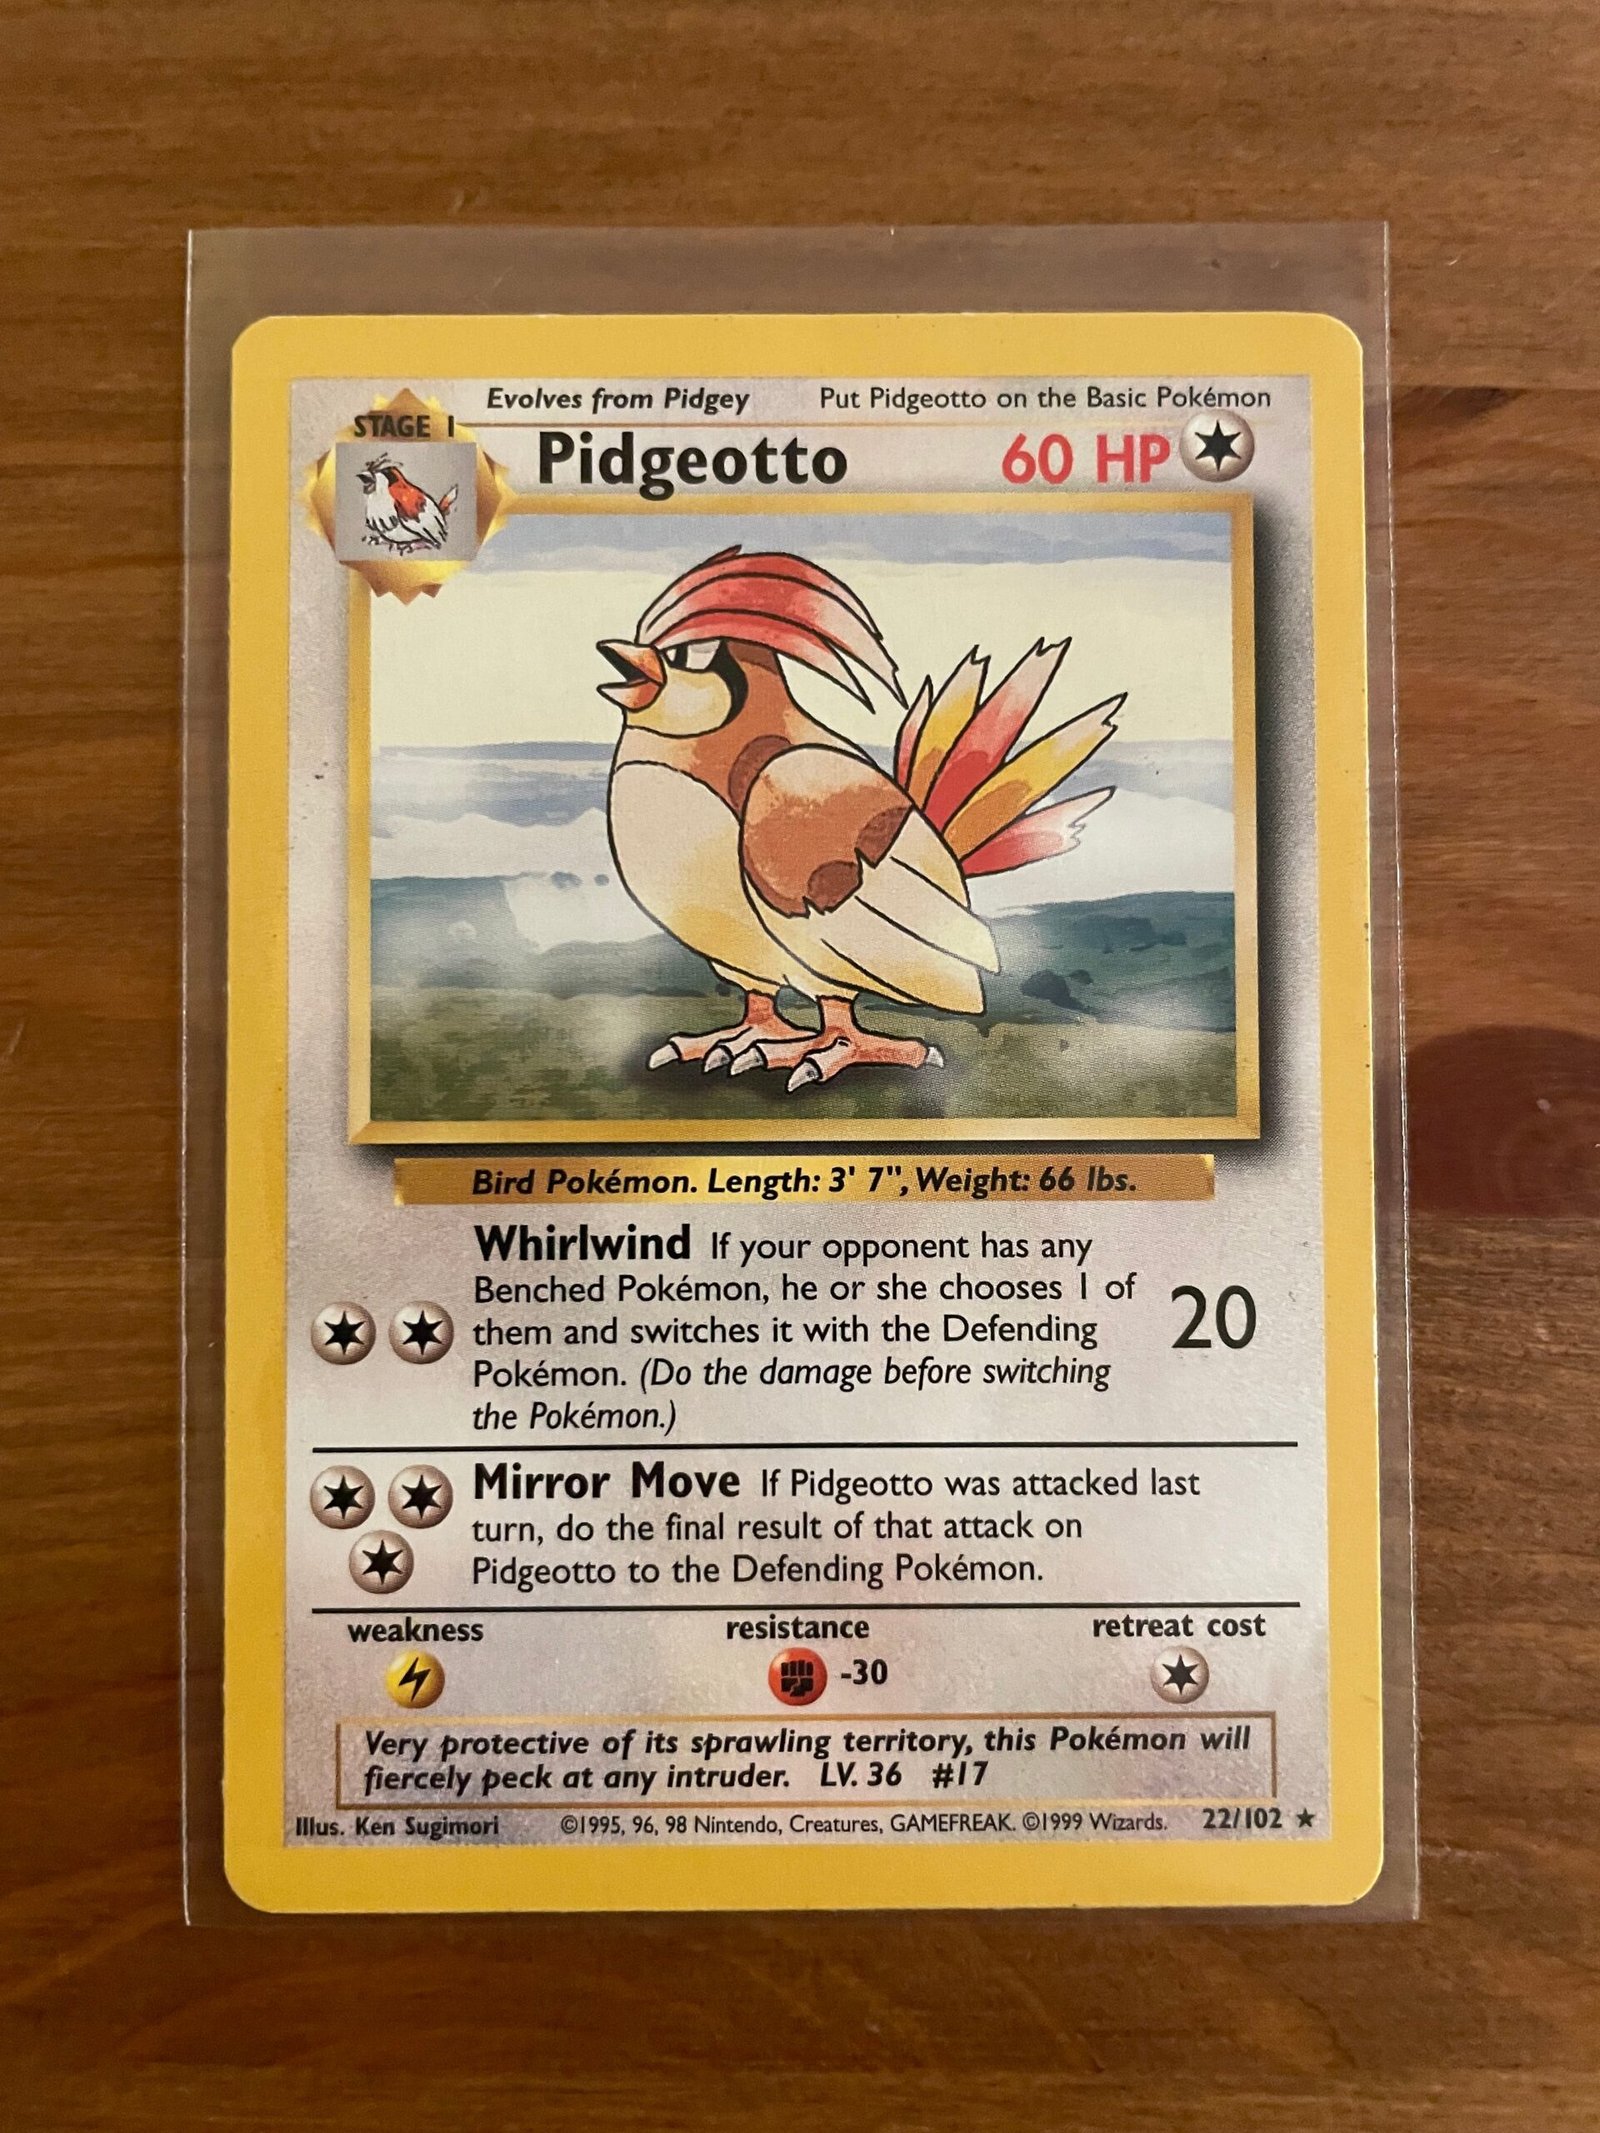 Evolves from Pidgey Put Pidgeotto on the Basic Pokémon
STAGE 1
Pidgeotto 60 HP
Bird Pokémon. Length: 3' 7", Weight: 66 lbs.
Whirlwind If your opponent has any
Benched Pokémon, he or she chooses 1 of
them and switches it with the Defending
Pokémon. (Do the damage before switching
the Pokémon.)
20
Mirror Move If Pidgeotto was attacked last
turn, do the final result of that attack on
Pidgeotto to the Defending Pokémon.
weakness resistance retreat cost
-30
Very protective of its sprawling territory, this Pokémon will
fiercely peck at any intruder. LV. 36 #17
Illus. Ken Sugimori ©1995, 96, 98 Nintendo, Creatures, GAMEFREAK. ©1999 Wizards. 22/102 ★